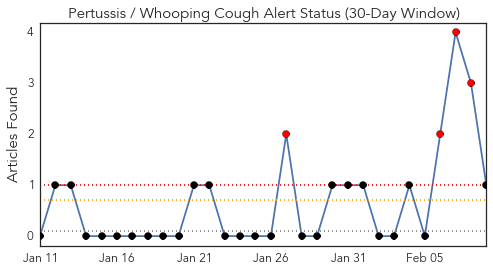 Pertussis / Whooping Cough Alert Status (30-Day Window)
Articles Found
4
3
2
1
0
Jan 11
Jan 16
Jan 21
Jan 26
Jan 31
Feb 05